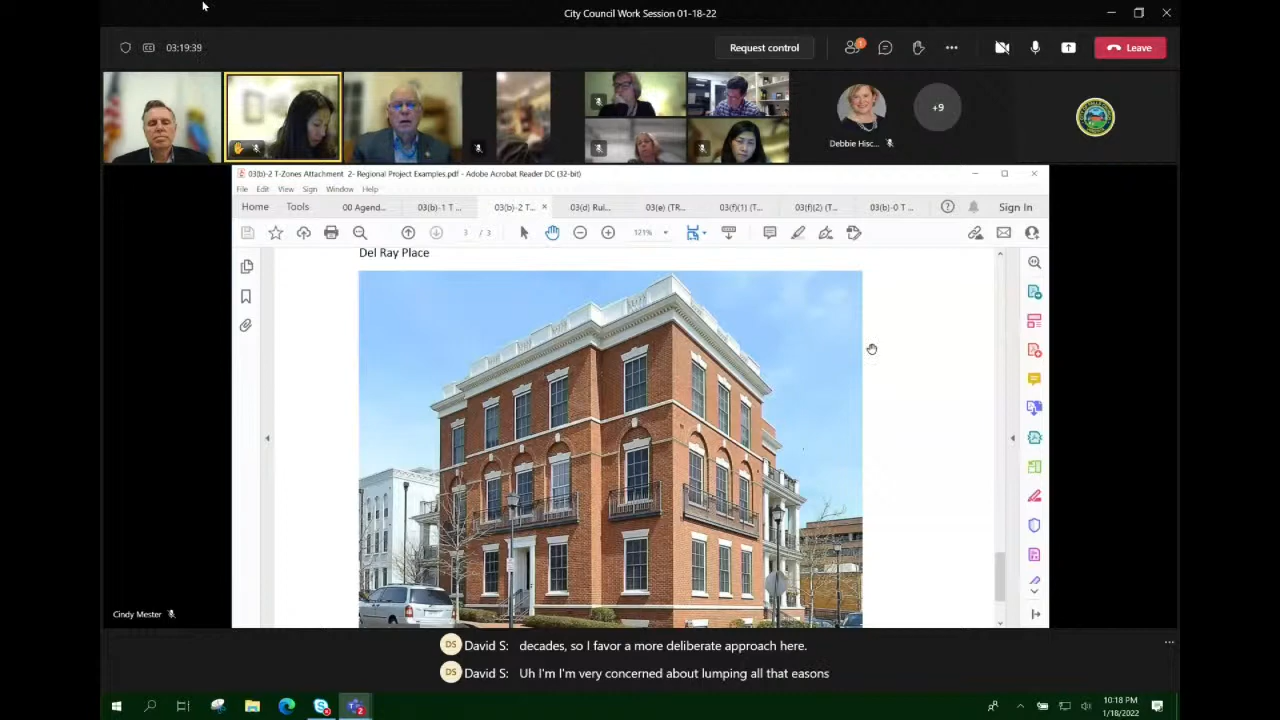 City Council Work Session 01-18-22
03:19:39
Request control
1
Leave
Debbie Hisc...
+9
03(b)-2 T-Zones Attachment 2- Regional Project Examples.pdf - Adobe Acrobat Reader DC (32-bit)
File Edit View Sign Window Help
Home Tools 00 Agend... 03(b)-1 T ... 03(b)-2 T... 03(d) Rul... 03(e) (TR... 03(f)(1) (T... 03(f)(2) (T... 03(b)-0 T ... Sign In
3 / 3 121%
Del Ray Place
Cindy Mester
DS David S: decades, so I favor a more deliberate approach here.
DS David S: Uh I'm I'm very concerned about lumping all that easons
10:18 PM
1/18/2022